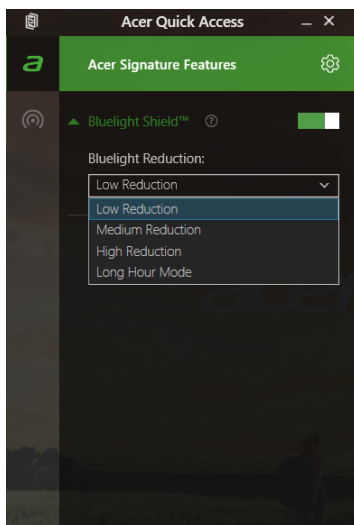 Acer Quick Access
a
Acer Signature Features
Bluelight Shield™ ?
Bluelight Reduction:
Low Reduction
Low Reduction
Medium Reduction
High Reduction
Long Hour Mode
acer